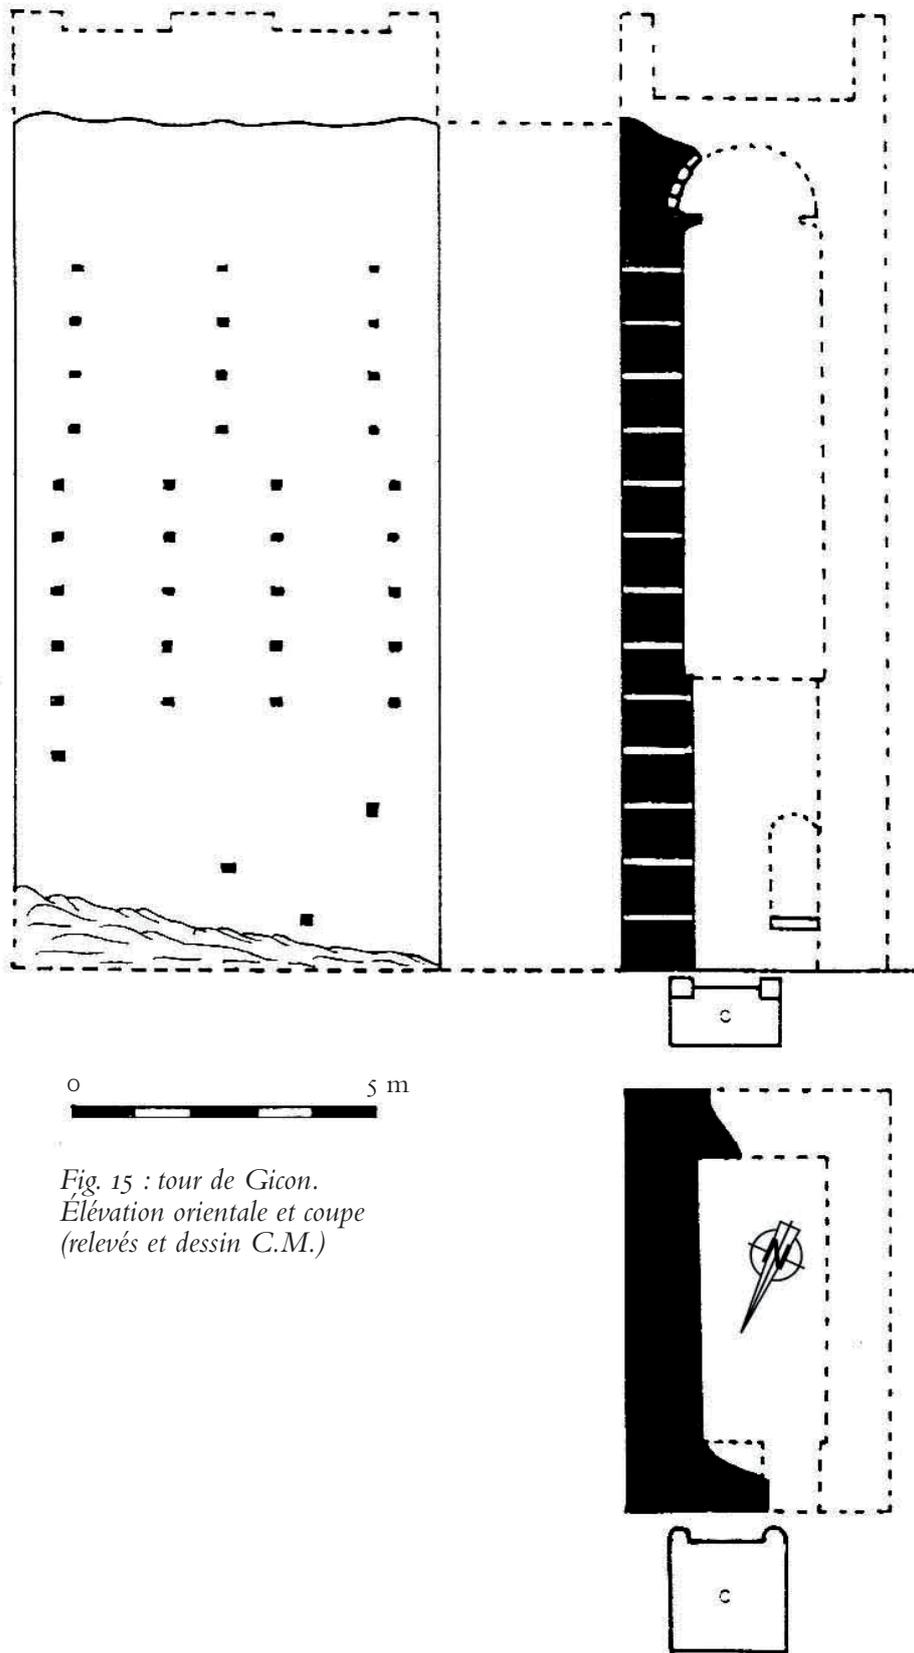 0 5 m
Fig. 15 : tour de Gicon.
Élévation orientale et coupe
(relevés et dessin C.M.)
N